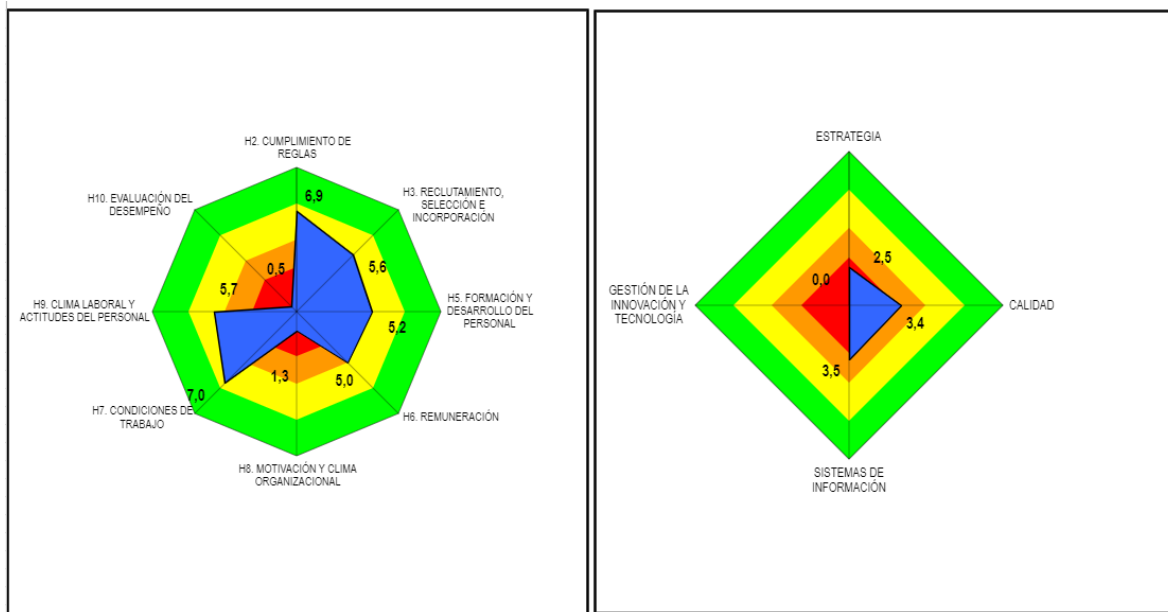 H2. CUMPLIMIENTO DE
REGLAS
6,9
H3. RECLUTAMIENTO,
SELECCIÓN E
INCORPORACIÓN
5,6
H5. FORMACIÓN Y
DESARROLLO DEL
PERSONAL
5,2
H6. REMUNERACIÓN
5,0
H8. MOTIVACIÓN Y CLIMA
ORGANIZACIONAL
1,3
H7. CONDICIONES DE
TRABAJO
7,0
H9. CLIMA LABORAL Y
ACTITUDES DEL PERSONAL
5,7
H10. EVALUACIÓN DEL
DESEMPEÑO
0,5
ESTRATEGIA
2,5
CALIDAD
3,4
SISTEMAS DE
INFORMACIÓN
3,5
GESTIÓN DE LA
INNOVACIÓN Y
TECNOLOGÍA
0,0